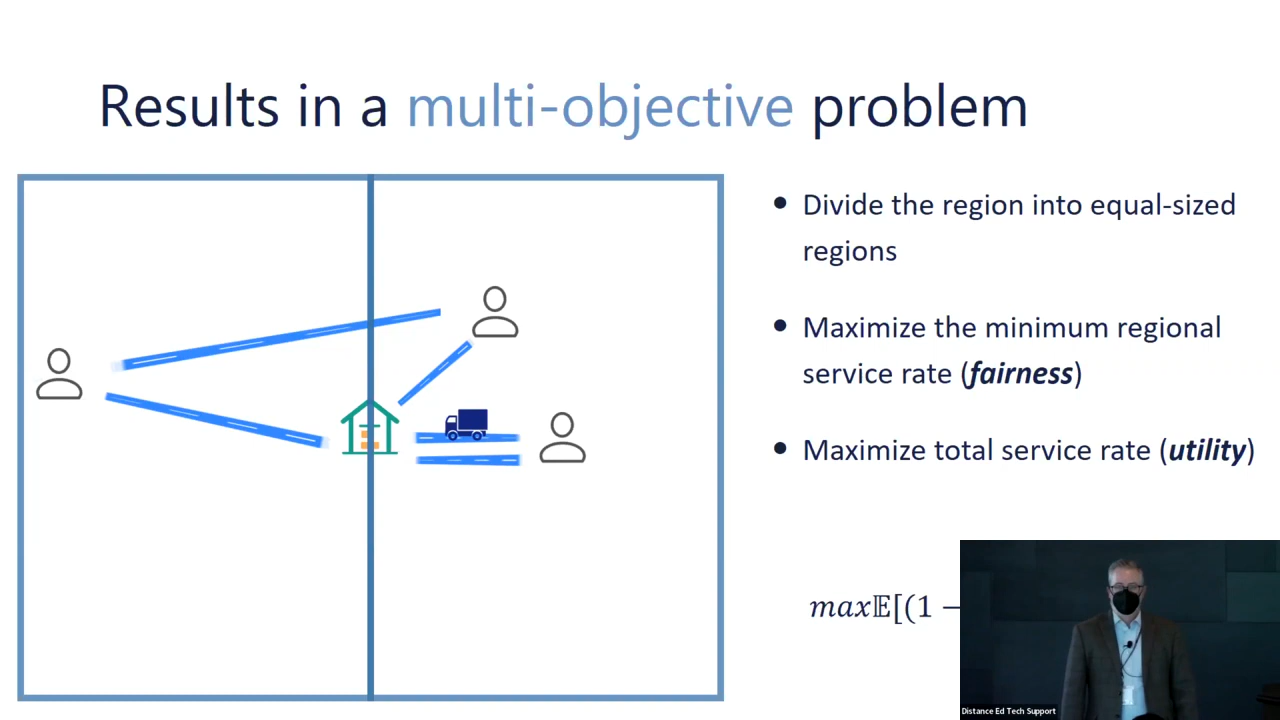 Results in a multi-objective problem
• Divide the region into equal-sized
regions
• Maximize the minimum regional
service rate (fairness)
• Maximize total service rate (utility)
max𝔼[(1 −
Distance Ed Tech Support